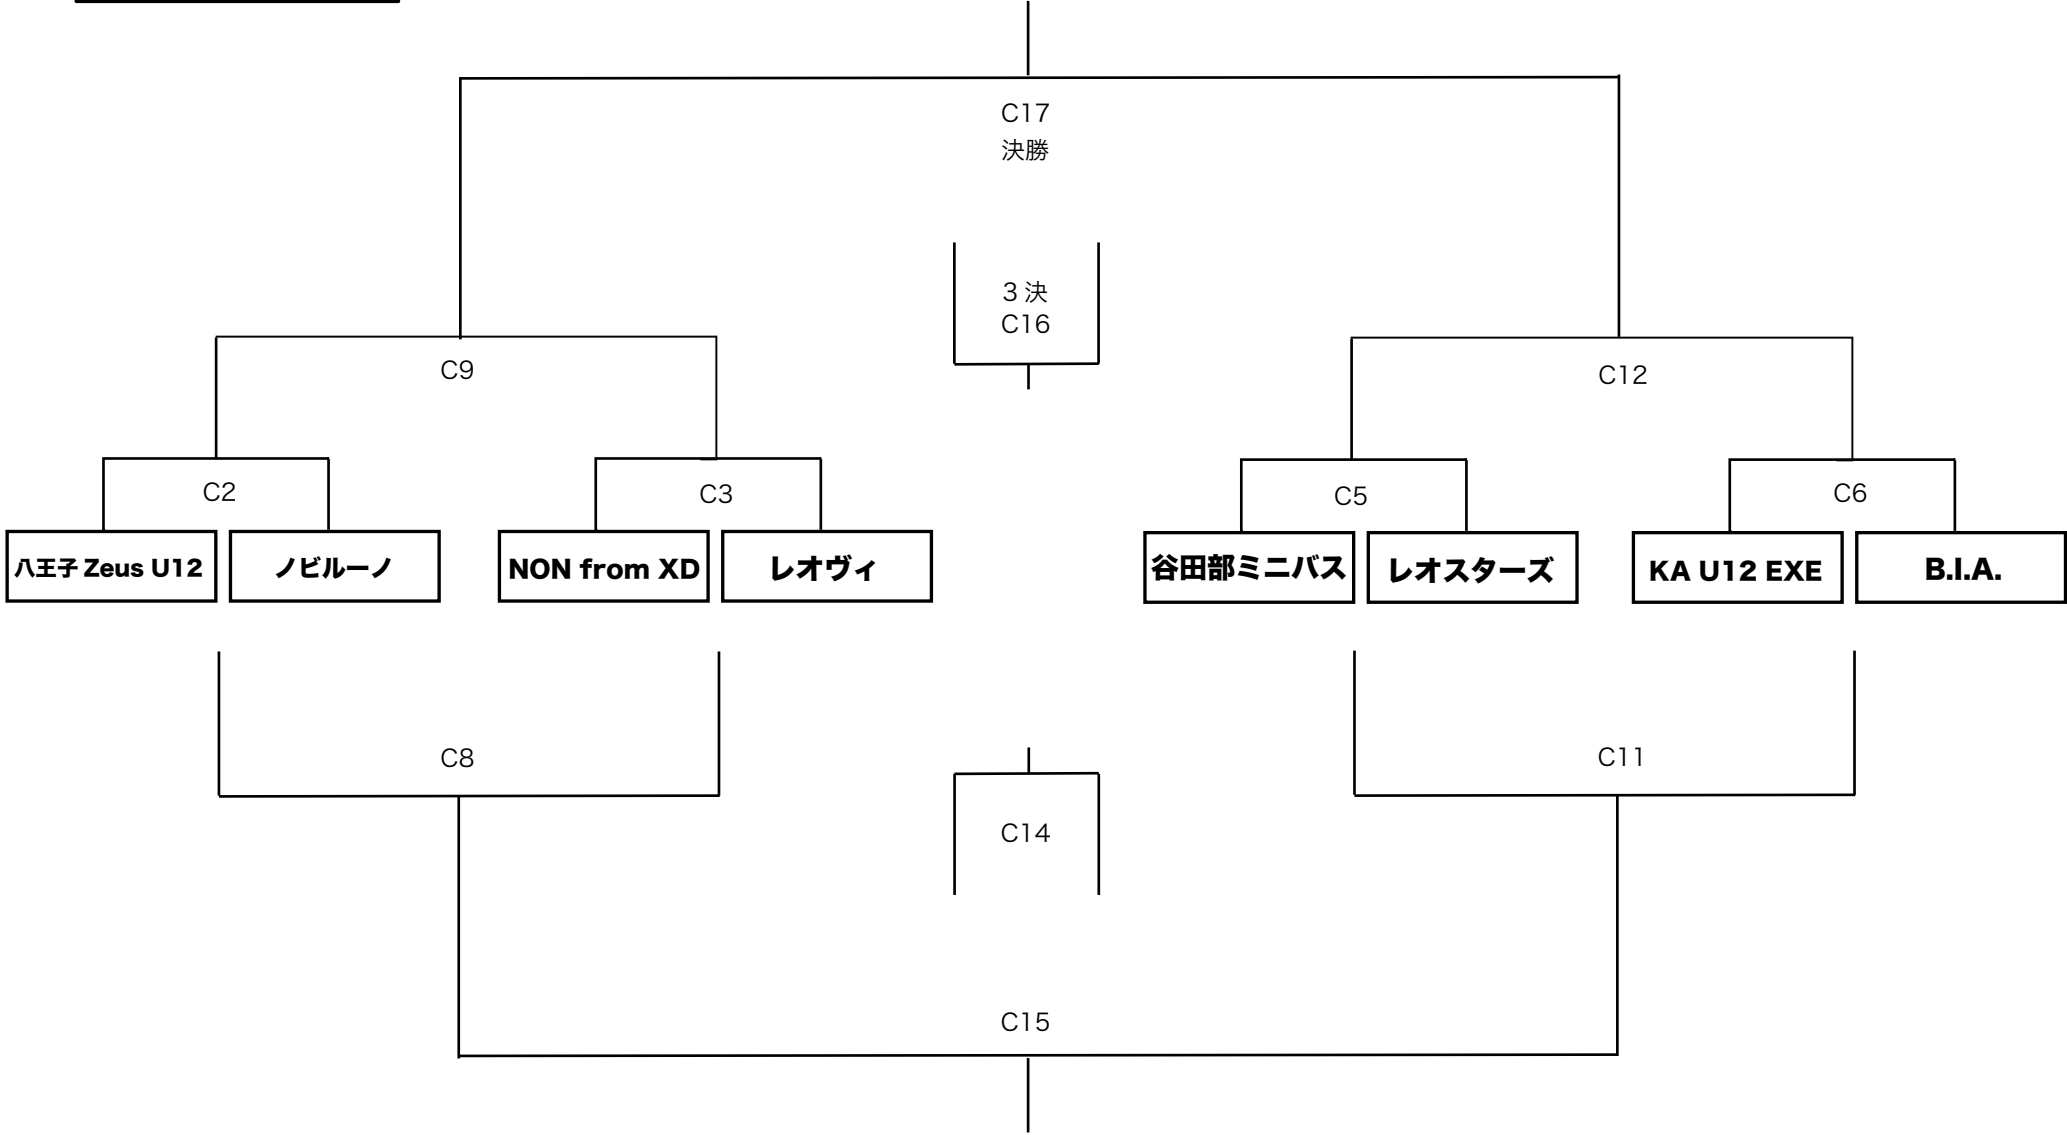 C17
決勝
3 決
C16
C9
C12
C2
C3
C5
C6
八王子 Zeus U12
ノビルーノ
NON from XD
レオヴィ
谷田部ミニバス
レオスターズ
KA U12 EXE
B.I.A.
C8
C11
C14
C15